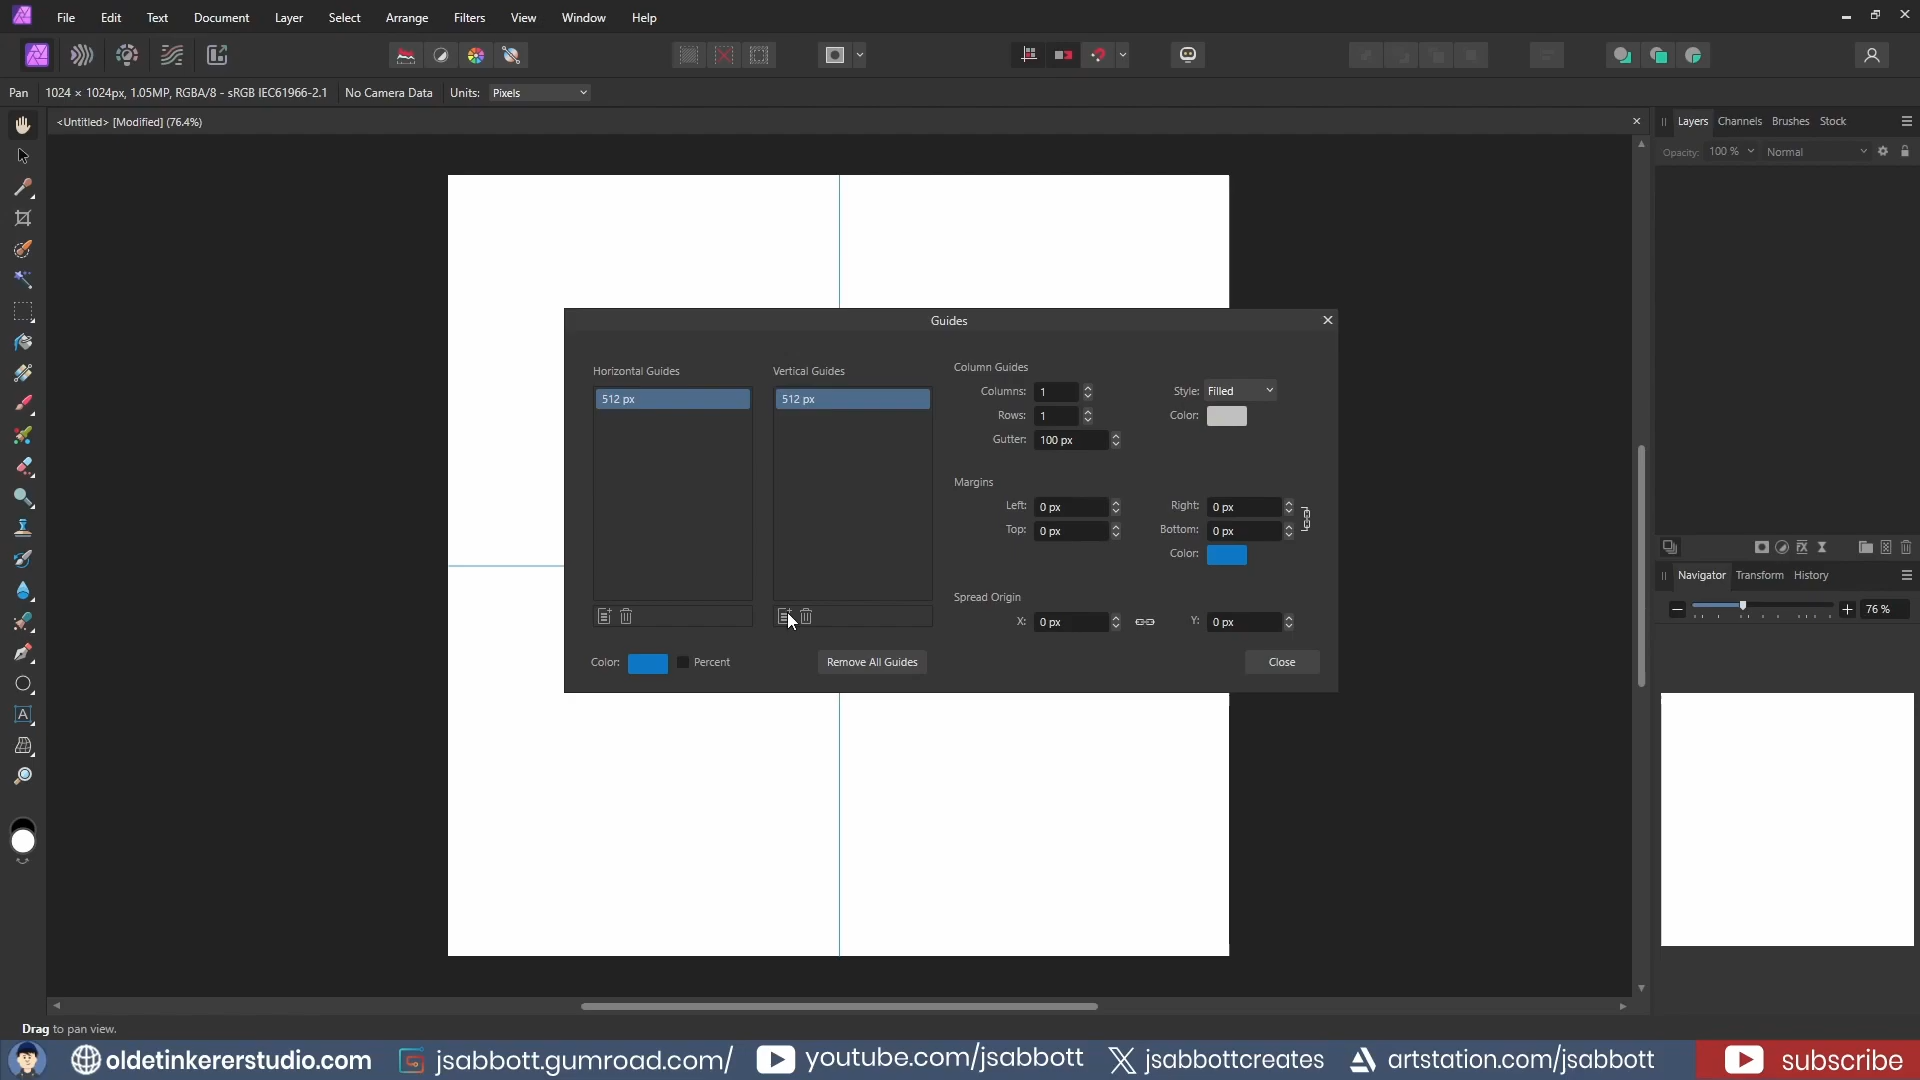 File Edit Text Document Layer Select Arrange Filters View Window Help
Pan 1024 × 1024px, 1.05MP, RGBA/8 - sRGB IEC61966-2.1 No Camera Data Units: Pixels
<Untitled> [Modified] (76.4%)
Layers Channels Brushes Stock
Opacity: 100 % Normal
Guides
Horizontal Guides Vertical Guides Column Guides
512 px 512 px
Columns: 1 Style: Filled
Rows: 1 Color:
Gutter: 100 px
Margins
Left: 0 px Right: 0 px
Top: 0 px Bottom: 0 px
Color:
Spread Origin
X: 0 px Y: 0 px
Color: Percent Remove All Guides Close
Navigator Transform History
76 %
Drag to pan view.
oldetinkererstudio.com jsabbott.gumroad.com/ youtube.com/jsabbott jsabbottcreates artstation.com/jsabbott subscribe